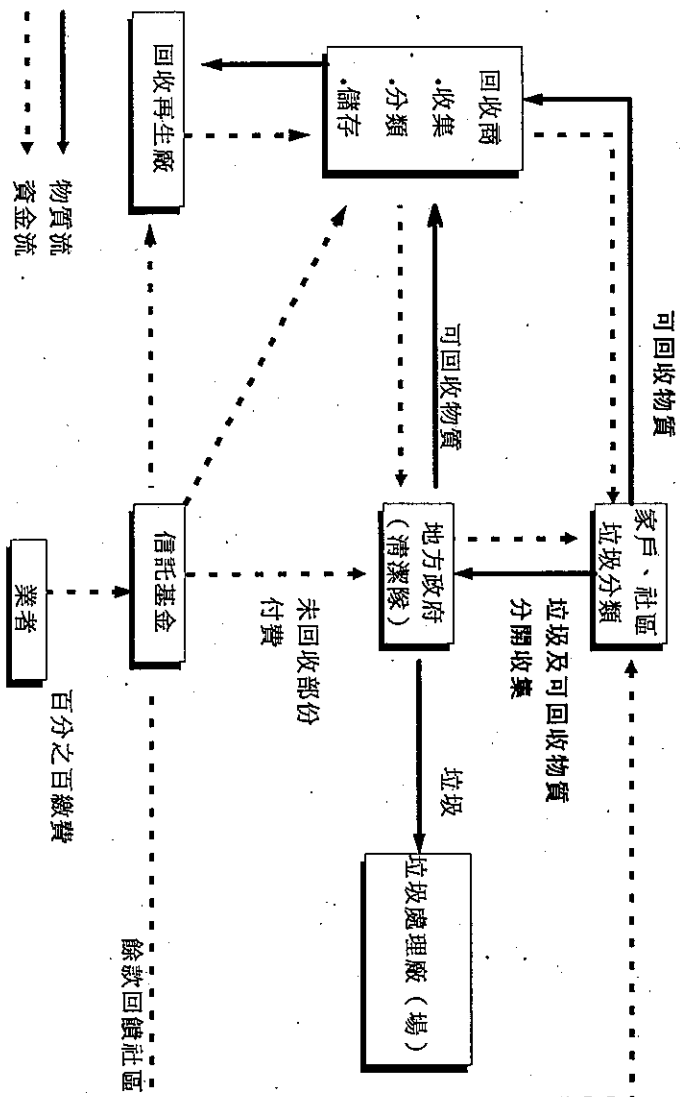 可回收物質
家戶、社區
垃圾分類
垃圾及可回收物質
分開收集
回收商
．收集
．分類
．儲存
可回收物質
地方政府
（清潔隊）
垃圾
垃圾處理廠（場）
未回收部份
付費
回收再生廠
信託基金
餘款回饋社區
業者
百分之百繳費
物質流
資金流